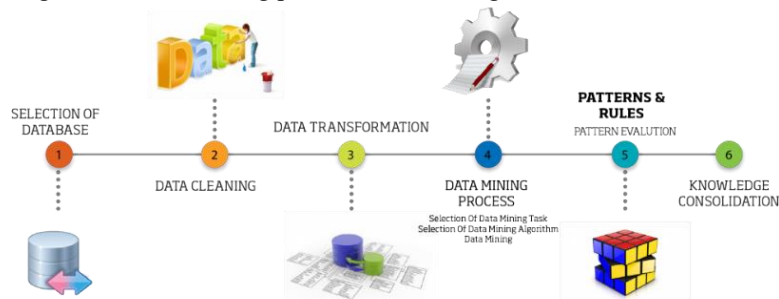 SELECTION OF
DATABASE
1
Data
2
DATA CLEANING
DATA TRANSFORMATION
3
4
DATA MINING
PROCESS
Selection Of Data Mining Task
Selection Of Data Mining Algorithm
Data Mining
PATTERNS &
RULES
PATTERN EVALUTION
5
6
KNOWLEDGE
CONSOLIDATION